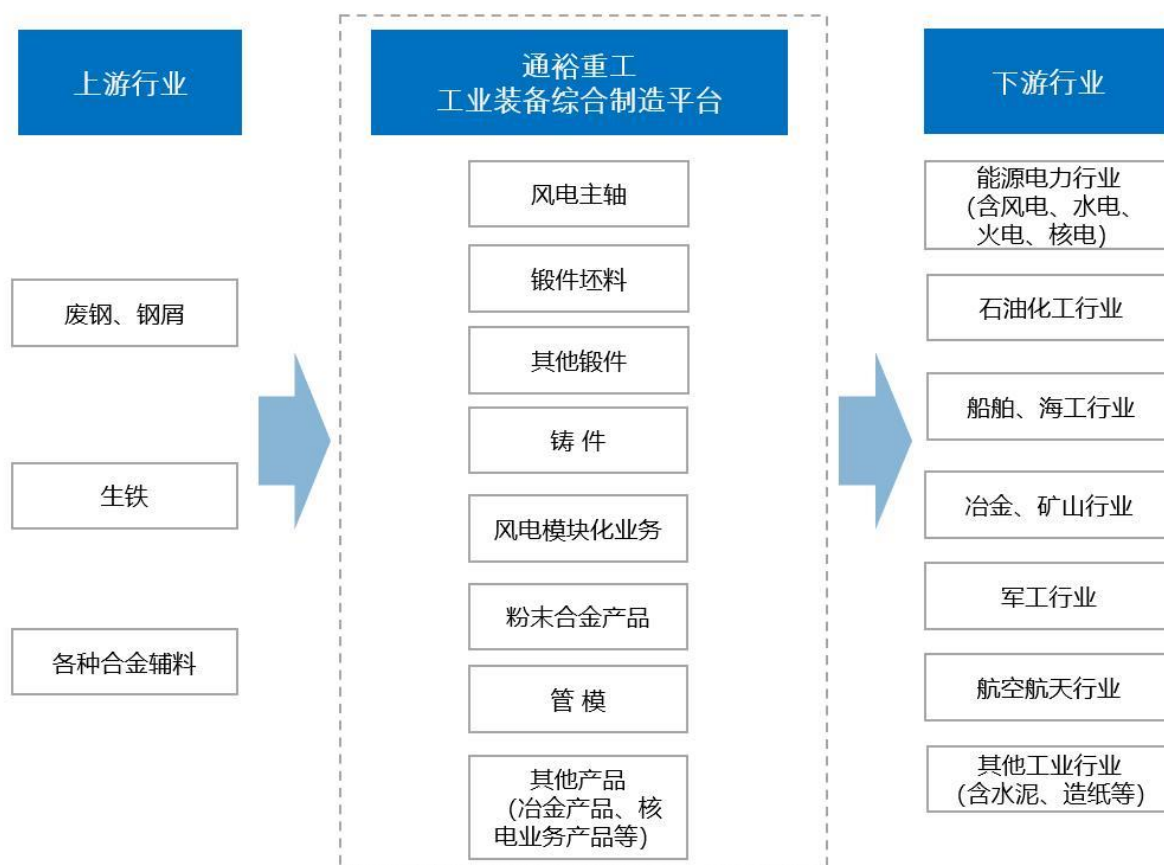 上游行业
废钢、钢屑
生铁
各种合金辅料
通裕重工
工业装备综合制造平台
风电主轴
锻件坯料
其他锻件
铸 件
风电模块化业务
粉末合金产品
管 模
其他产品
（冶金产品、核
电业务产品等）
下游行业
能源电力行业
（含风电、水电、
火电、核电）
石油化工行业
船舶、海工行业
冶金、矿山行业
军工行业
航空航天行业
其他工业行业
（含水泥、造纸等）